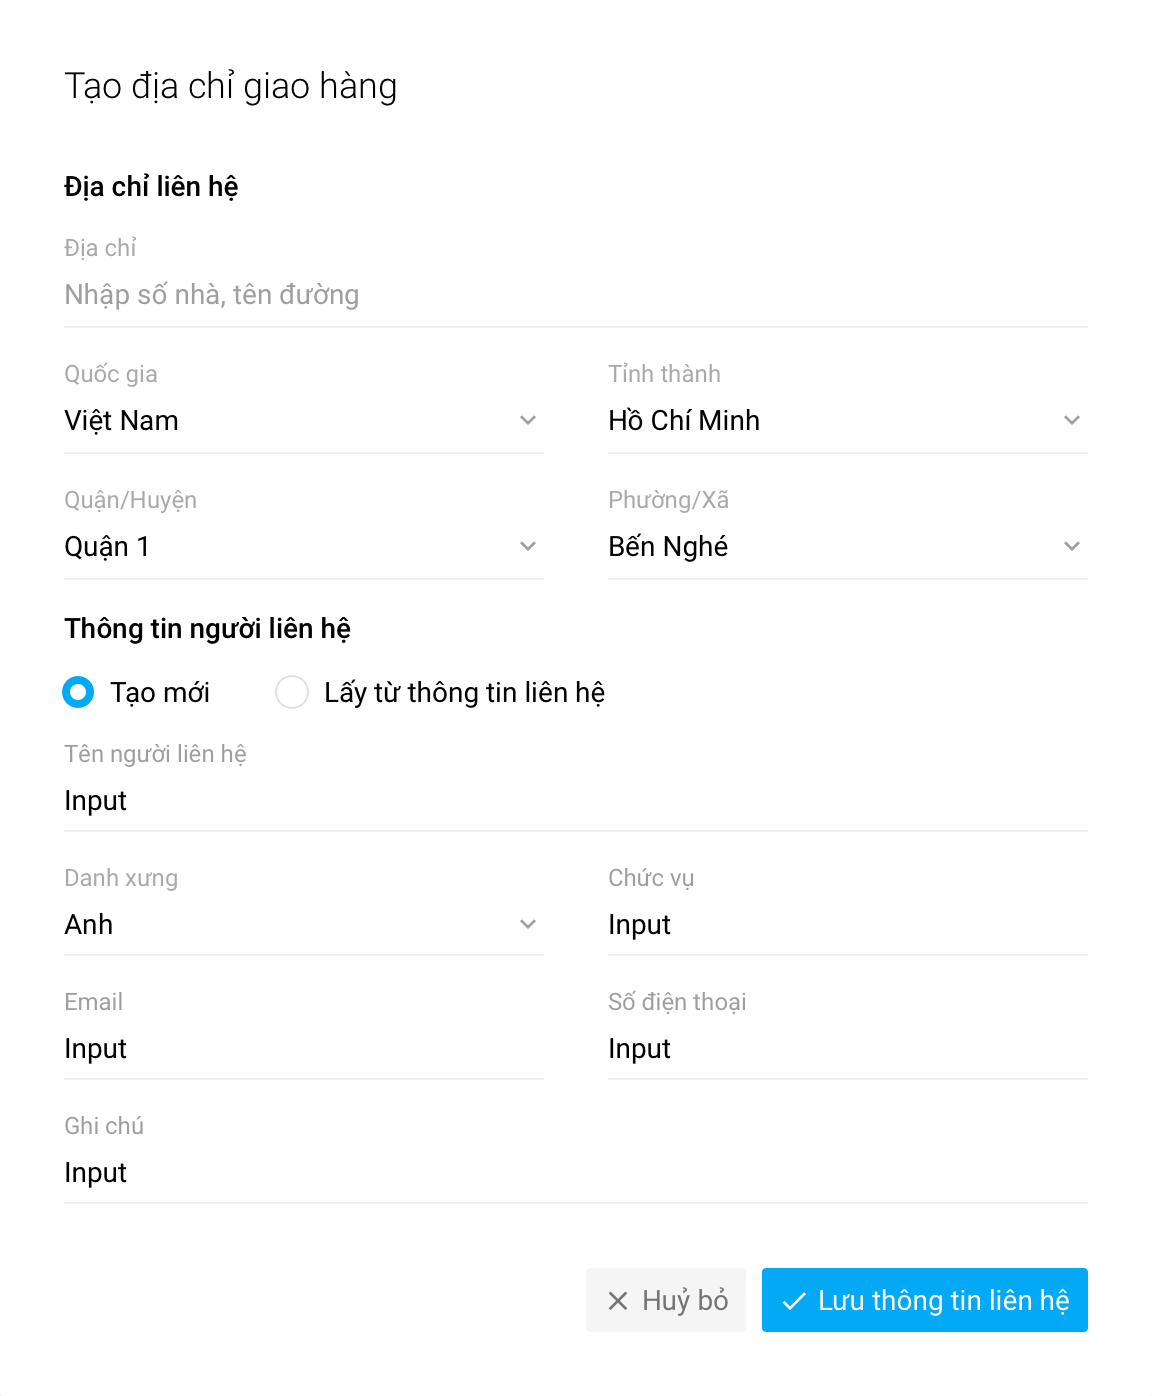 Tạo địa chỉ giao hàng
Địa chỉ liên hệ
Địa chỉ
Nhập số nhà, tên đường
Quốc gia
Việt Nam
Tỉnh thành
Hồ Chí Minh
Quận/Huyện
Quận 1
Phường/Xã
Bến Nghé
Thông tin người liên hệ
Tạo mới
Lấy từ thông tin liên hệ
Tên người liên hệ
Input
Danh xưng
Anh
Chức vụ
Input
Email
Input
Số điện thoại
Input
Ghi chú
Input
Huỷ bỏ
Lưu thông tin liên hệ